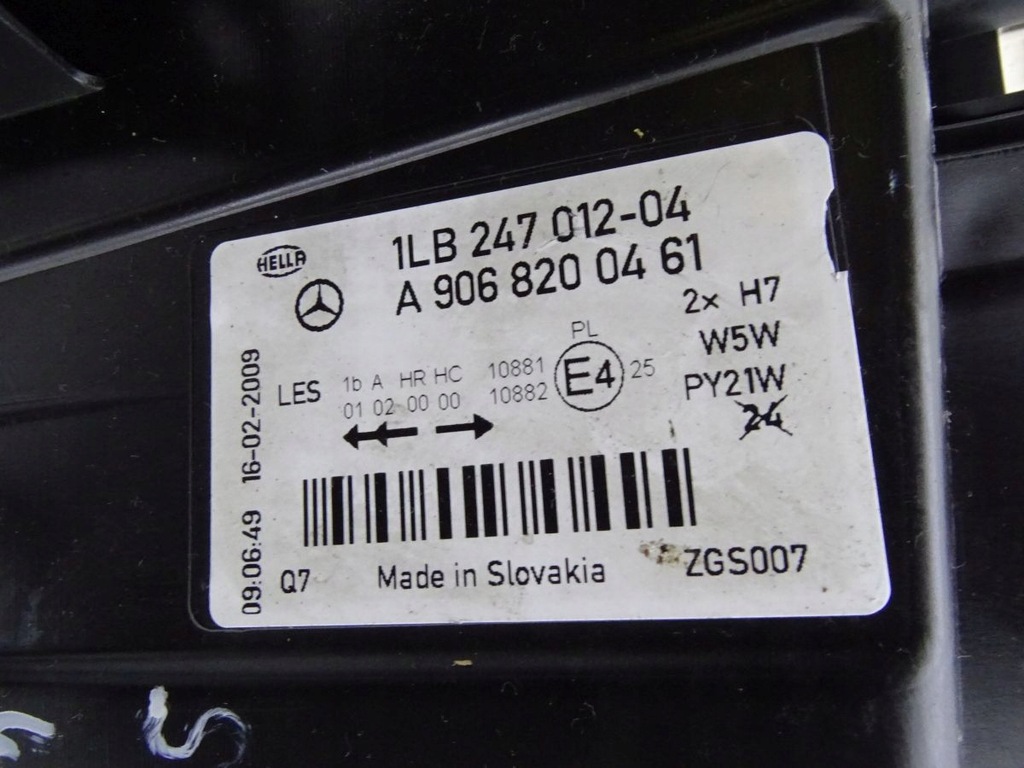 HELLA
1LB 247 012-04
A 906 820 04 61
2x H7
W5W
PY21W
24
PL
E4 25
LES
1b A HR HC 10881
01 02 00 00 10882
09:06:49 16-02-2009
Q7
Made in Slovakia
ZGS007